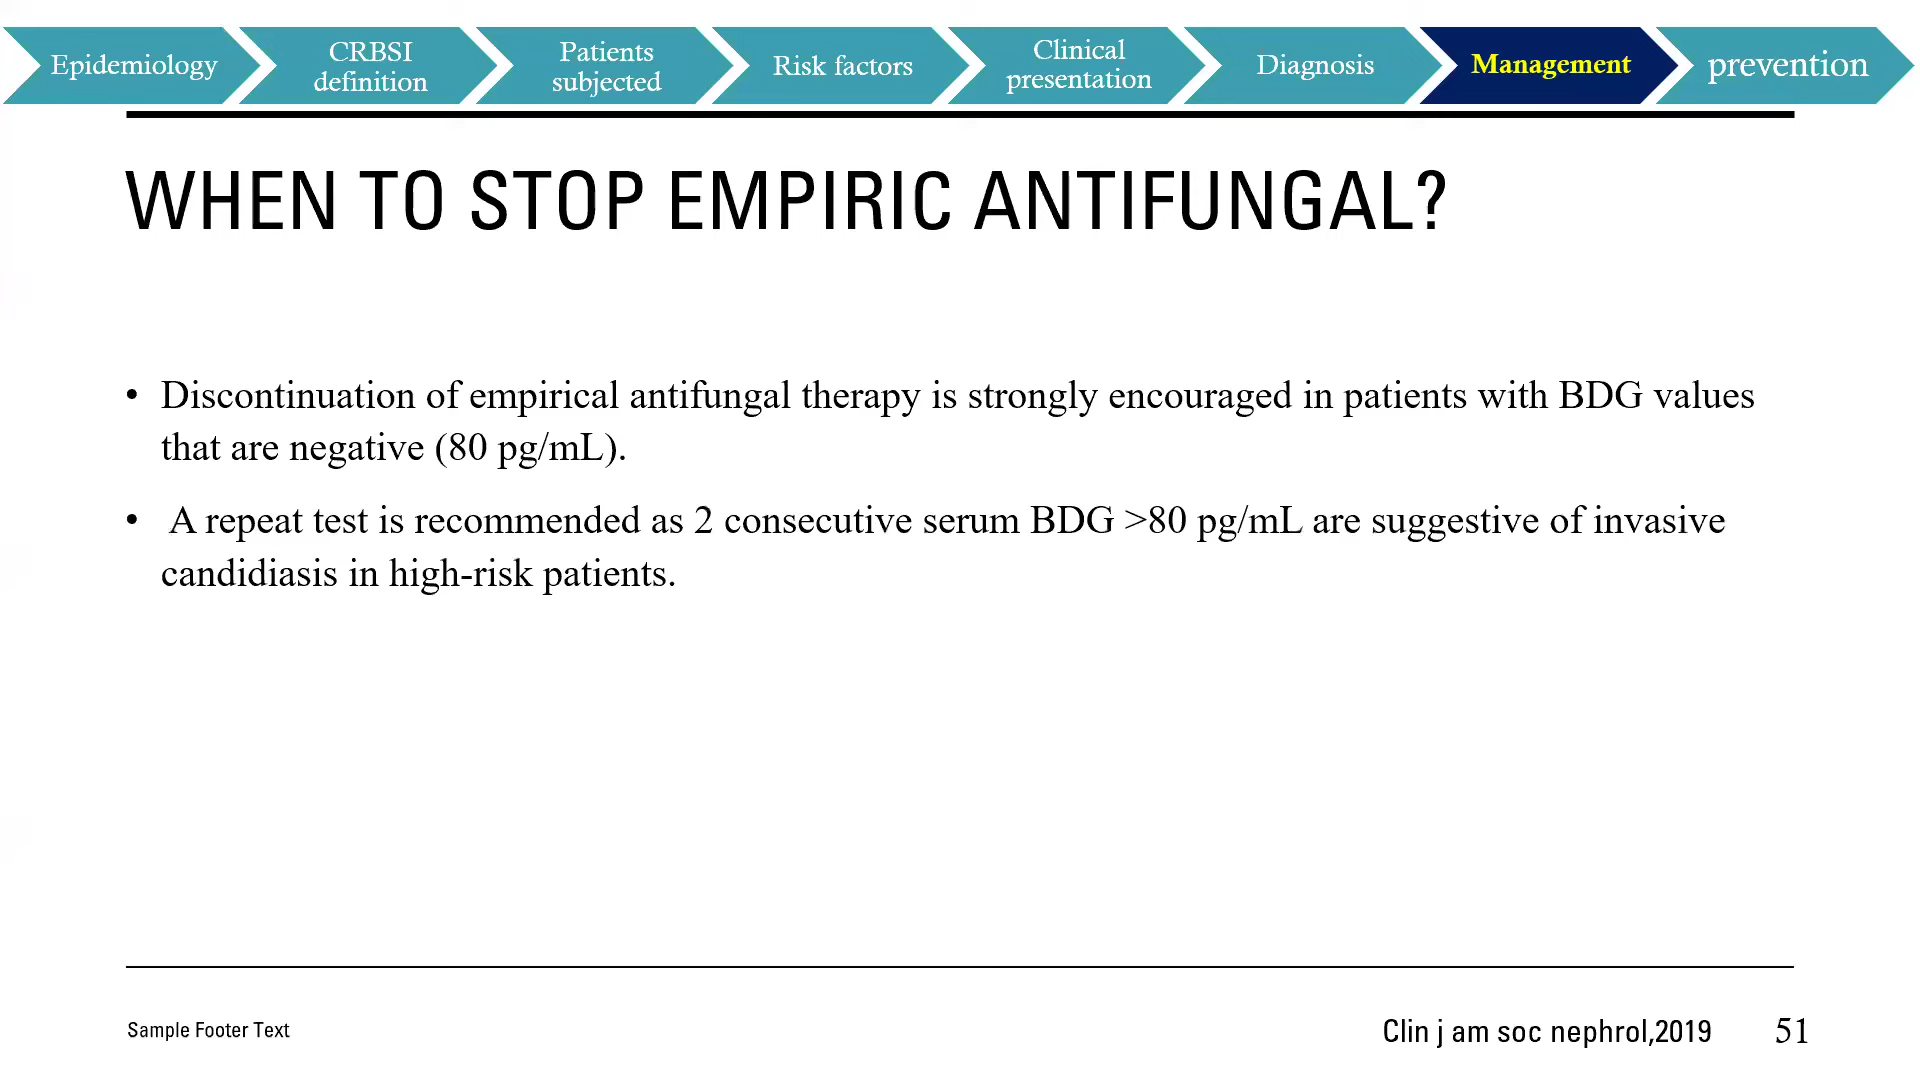 Epidemiology
CRBSI
definition
Patients
subjected
Risk factors
Clinical
presentation
Diagnosis
Management
prevention
WHEN TO STOP EMPIRIC ANTIFUNGAL?
• Discontinuation of empirical antifungal therapy is strongly encouraged in patients with BDG values
that are negative (80 pg/mL).
• A repeat test is recommended as 2 consecutive serum BDG >80 pg/mL are suggestive of invasive
candidiasis in high-risk patients.
Sample Footer Text
Clin j am soc nephrol,2019
51